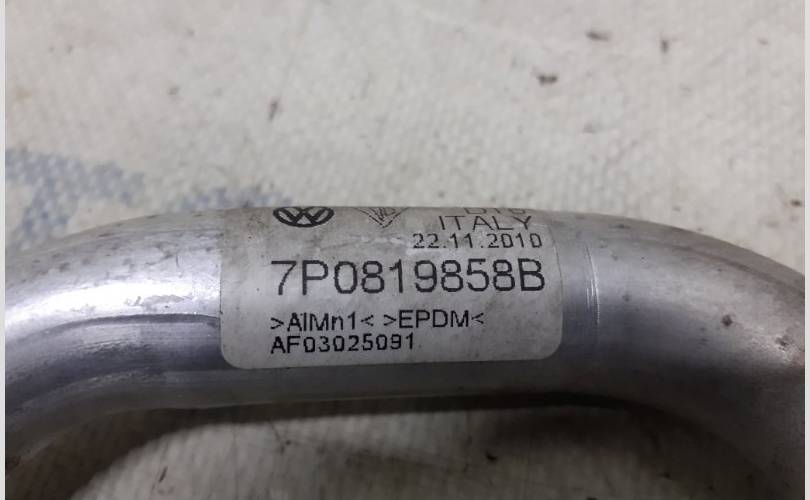 ITALY
22.11.2010
7P0819858B
>AlMn1< >EPDM<
AF03025091